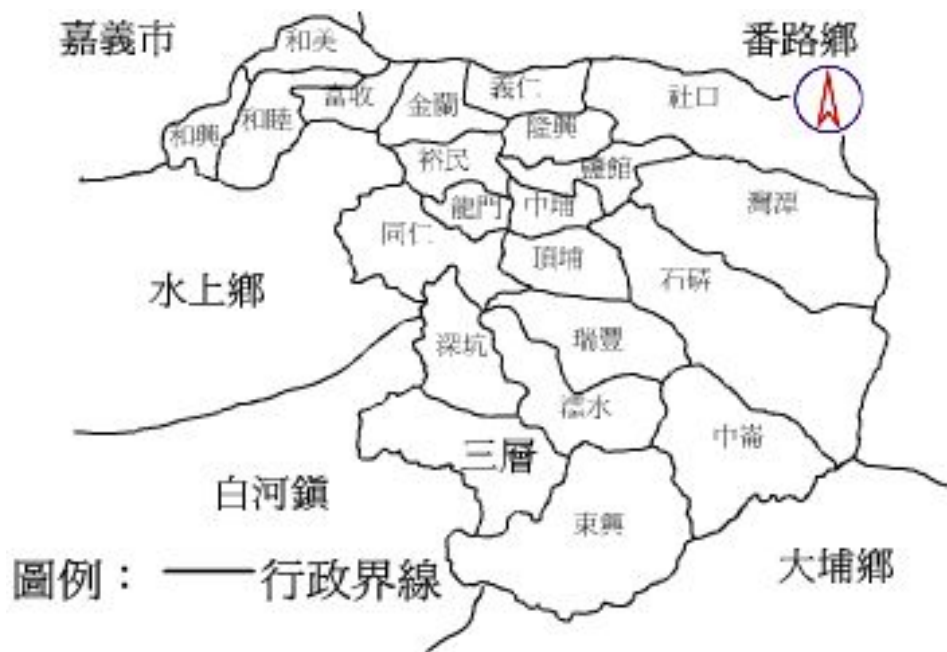 嘉義市
番路鄉
和美
和興
和睦
富收
金蘭
義仁
社口
隆興
裕民
鹽館
灣潭
龍門
中埔
同仁
頂埔
石硦
水上鄉
深坑
瑞豐
澐水
中崙
三層
白河鎮
東興
大埔鄉
圖例：——行政界線